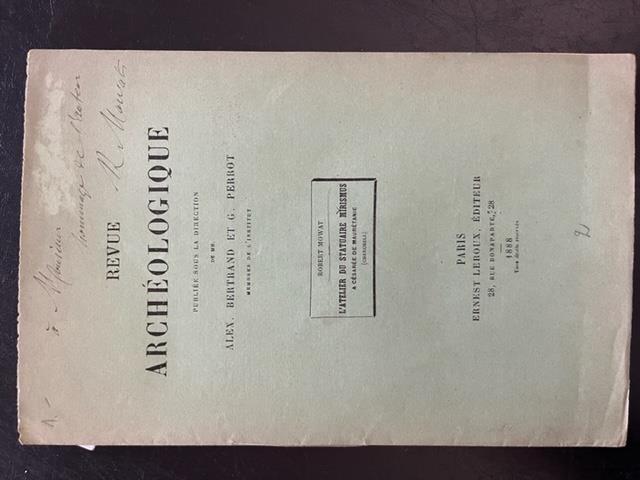 à Monsieur
hommage de l'auteur
R Mowat
REVUE
ARCHÉOLOGIQUE
PUBLIÉE SOUS LA DIRECTION
DE MM.
ALEX. BERTRAND ET G. PERROT
MEMBRES DE L'INSTITUT
ROBERT MOWAT
L'ATELIER DU STATUAIRE MŸRISMUS
A CÉSARÉE DE MAURÉTANIE
(CHERCHELL)
PARIS
ERNEST LEROUX, ÉDITEUR
28, RUE BONAPARTE, 28
1888
Tous droits réservés
2